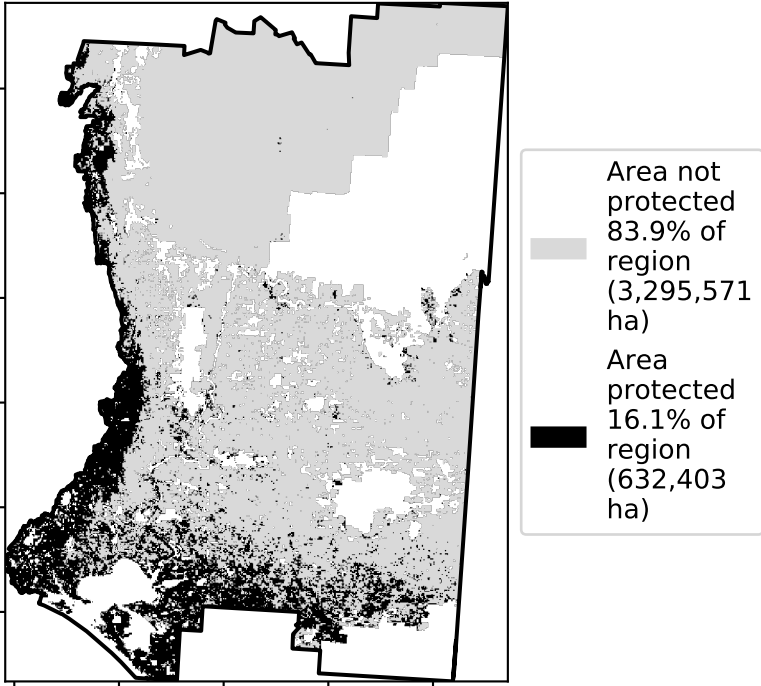 Area not
protected
83.9% of
region
(3,295,571
ha)
Area
protected
16.1% of
region
(632,403
ha)